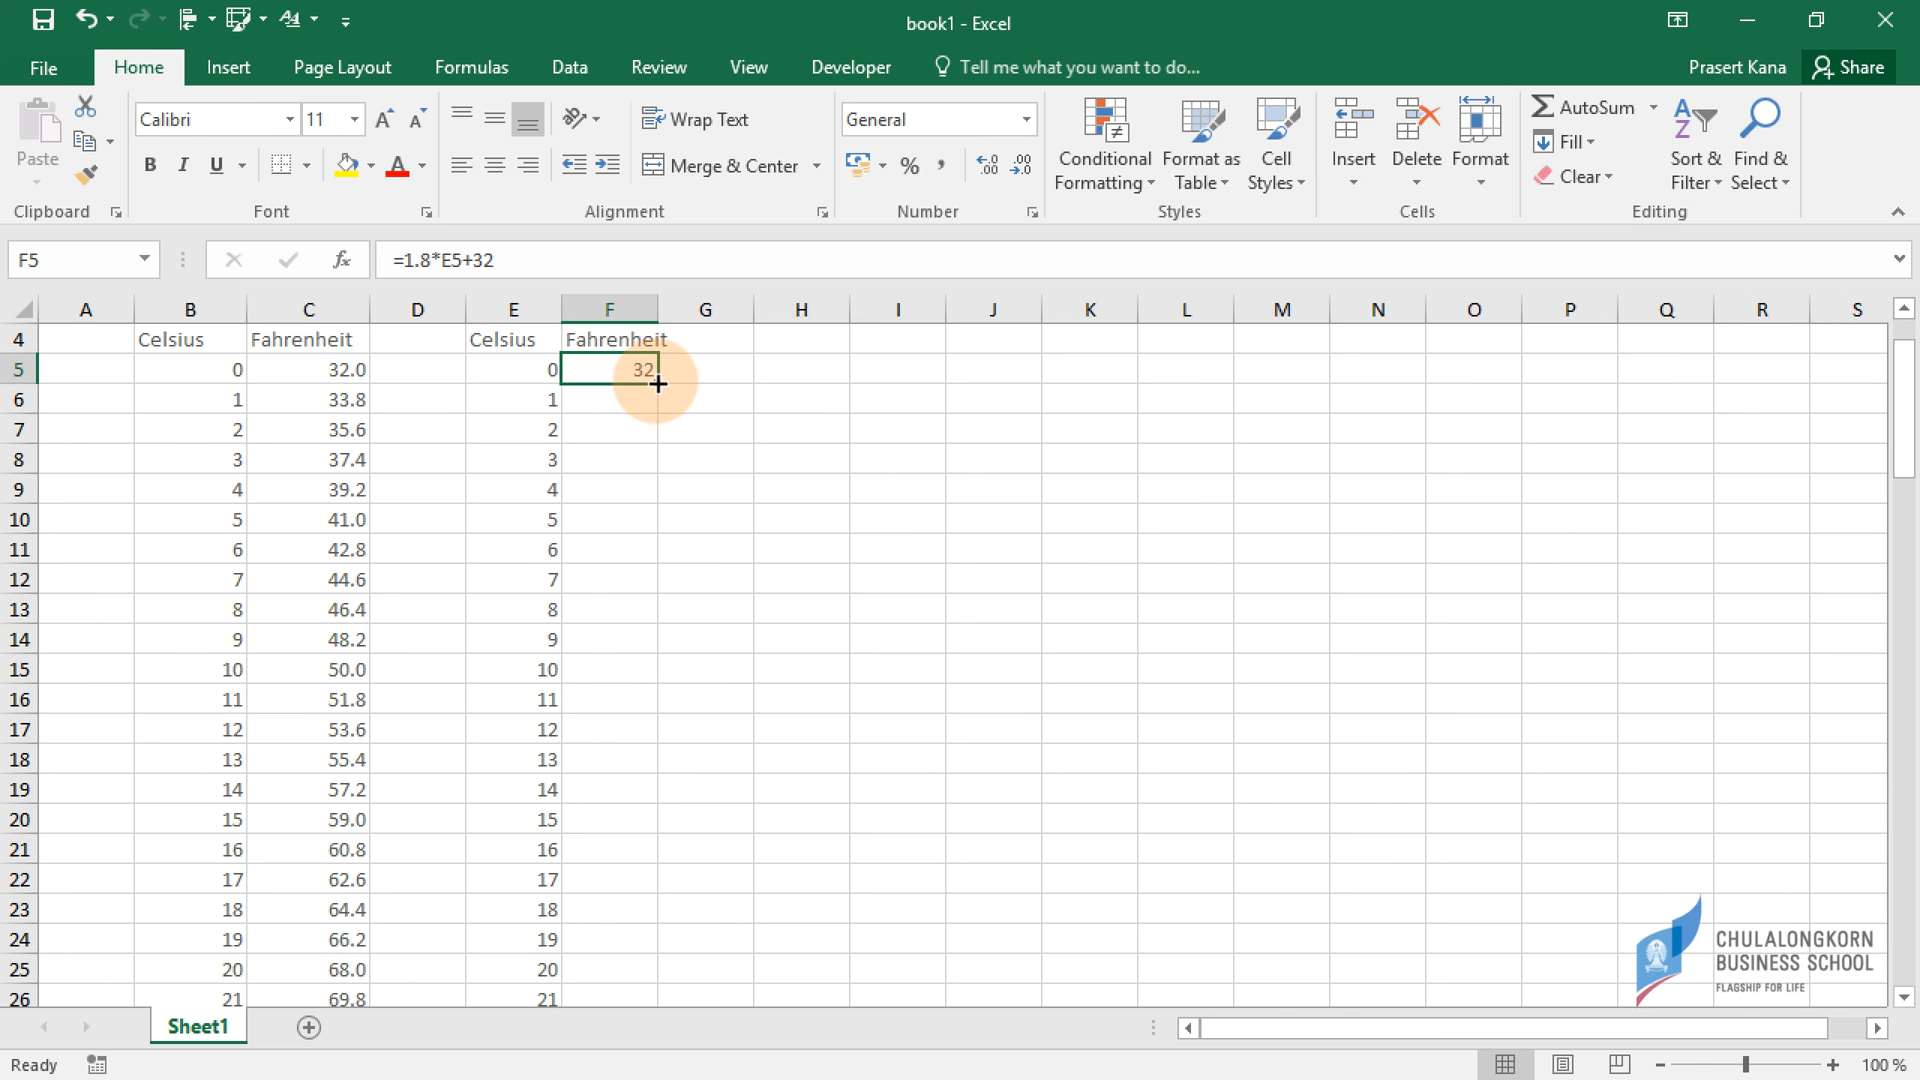 book1 - Excel
File Home Insert Page Layout Formulas Data Review View Developer Tell me what you want to do... Prasert Kana Share
Paste
Clipboard
Calibri 11
B I U A
Font
Wrap Text
Merge & Center
Alignment
General
%
Number
Conditional Formatting
Format as Table
Cell Styles
Styles
Insert Delete Format
Cells
AutoSum
Fill
Clear
Sort & Filter
Find & Select
Editing
F5 fx =1.8*E5+32
A B C D E F G H I J K L M N O P Q R S
4 Celsius Fahrenheit Celsius Fahrenheit
5 0 32.0 0 32
6 1 33.8 1
7 2 35.6 2
8 3 37.4 3
9 4 39.2 4
10 5 41.0 5
11 6 42.8 6
12 7 44.6 7
13 8 46.4 8
14 9 48.2 9
15 10 50.0 10
16 11 51.8 11
17 12 53.6 12
18 13 55.4 13
19 14 57.2 14
20 15 59.0 15
21 16 60.8 16
22 17 62.6 17
23 18 64.4 18
24 19 66.2 19
25 20 68.0 20
26 21 69.8 21
CHULALONGKORN
BUSINESS SCHOOL
FLAGSHIP FOR LIFE
Sheet1
Ready 100 %